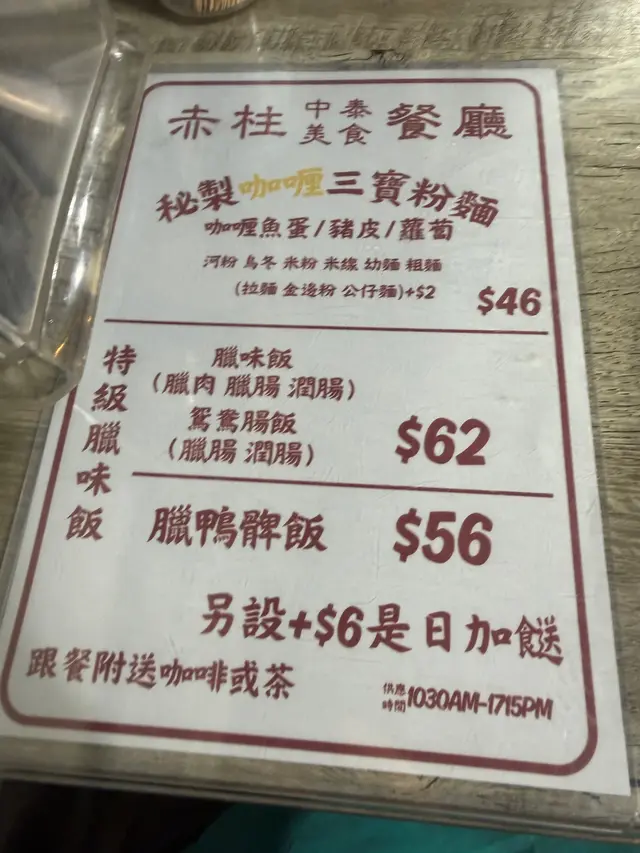 赤柱中泰美食餐廳
秘製咖喱三寶粉麵
咖喱魚蛋/豬皮/蘿蔔
河粉 烏冬 米粉 米線 幼麵 粗麵
(拉麵 金邊粉 公仔麵)+$2
$46
特級臘味飯
臘味飯
(臘肉 臘腸 潤腸)
鴛鴦腸飯
(臘腸 潤腸)
$62
臘鴨髀飯 $56
另設+$6是日加餸
跟餐附送咖啡或茶
供應時間1030AM-1715PM